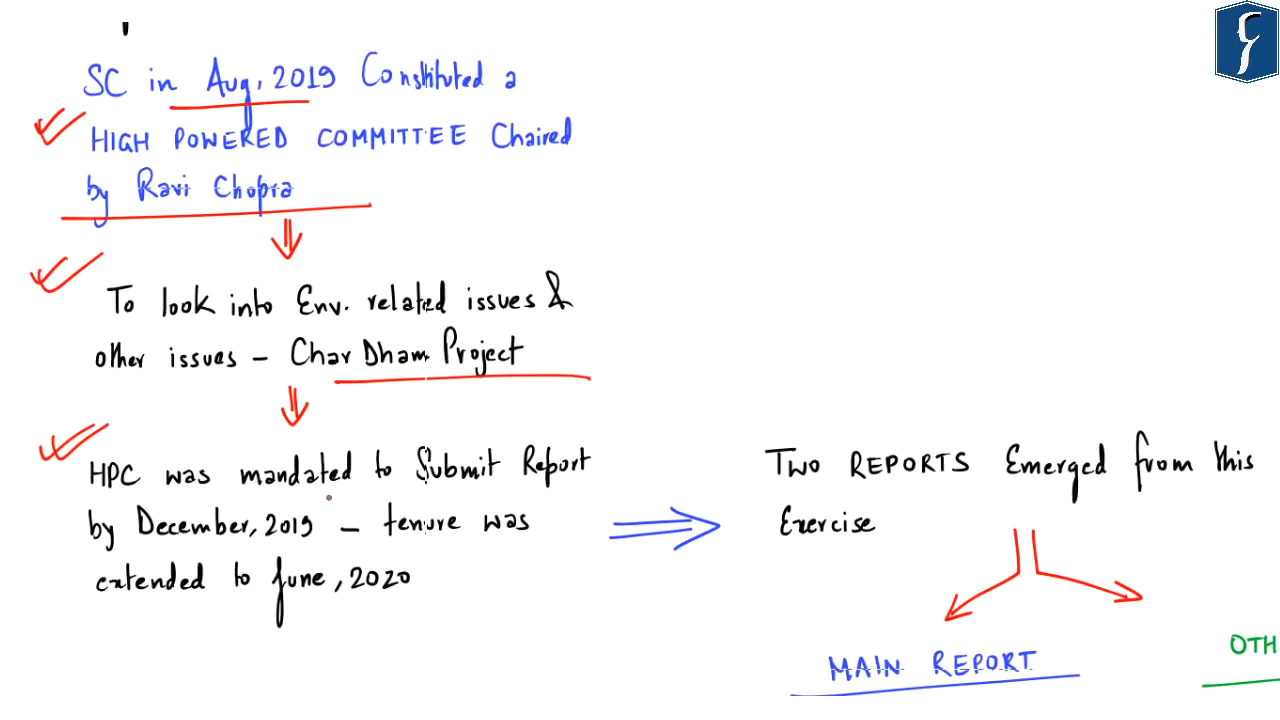 SC in Aug, 2019 Constituted a
HIGH POWERED COMMITTEE Chaired
by Ravi Chopra
To look into Env. related issues &
other issues - Char Dham Project
HPC was mandated to Submit Report
by December, 2019 - tenure was
extended to June, 2020
Two REPORTS Emerged from this
Exercise
MAIN REPORT
OTH